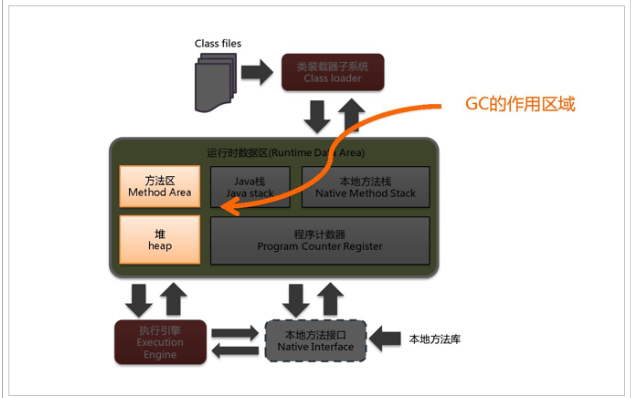 Class files
类装载器子系统
Class loader
GC的作用区域
运行时数据区(Runtime Data Area)
方法区
Method Area
Java栈
Java stack
本地方法栈
Native Method Stack
堆
heap
程序计数器
Program Counter Register
执行引擎
Execution
Engine
本地方法接口
Native Interface
本地方法库